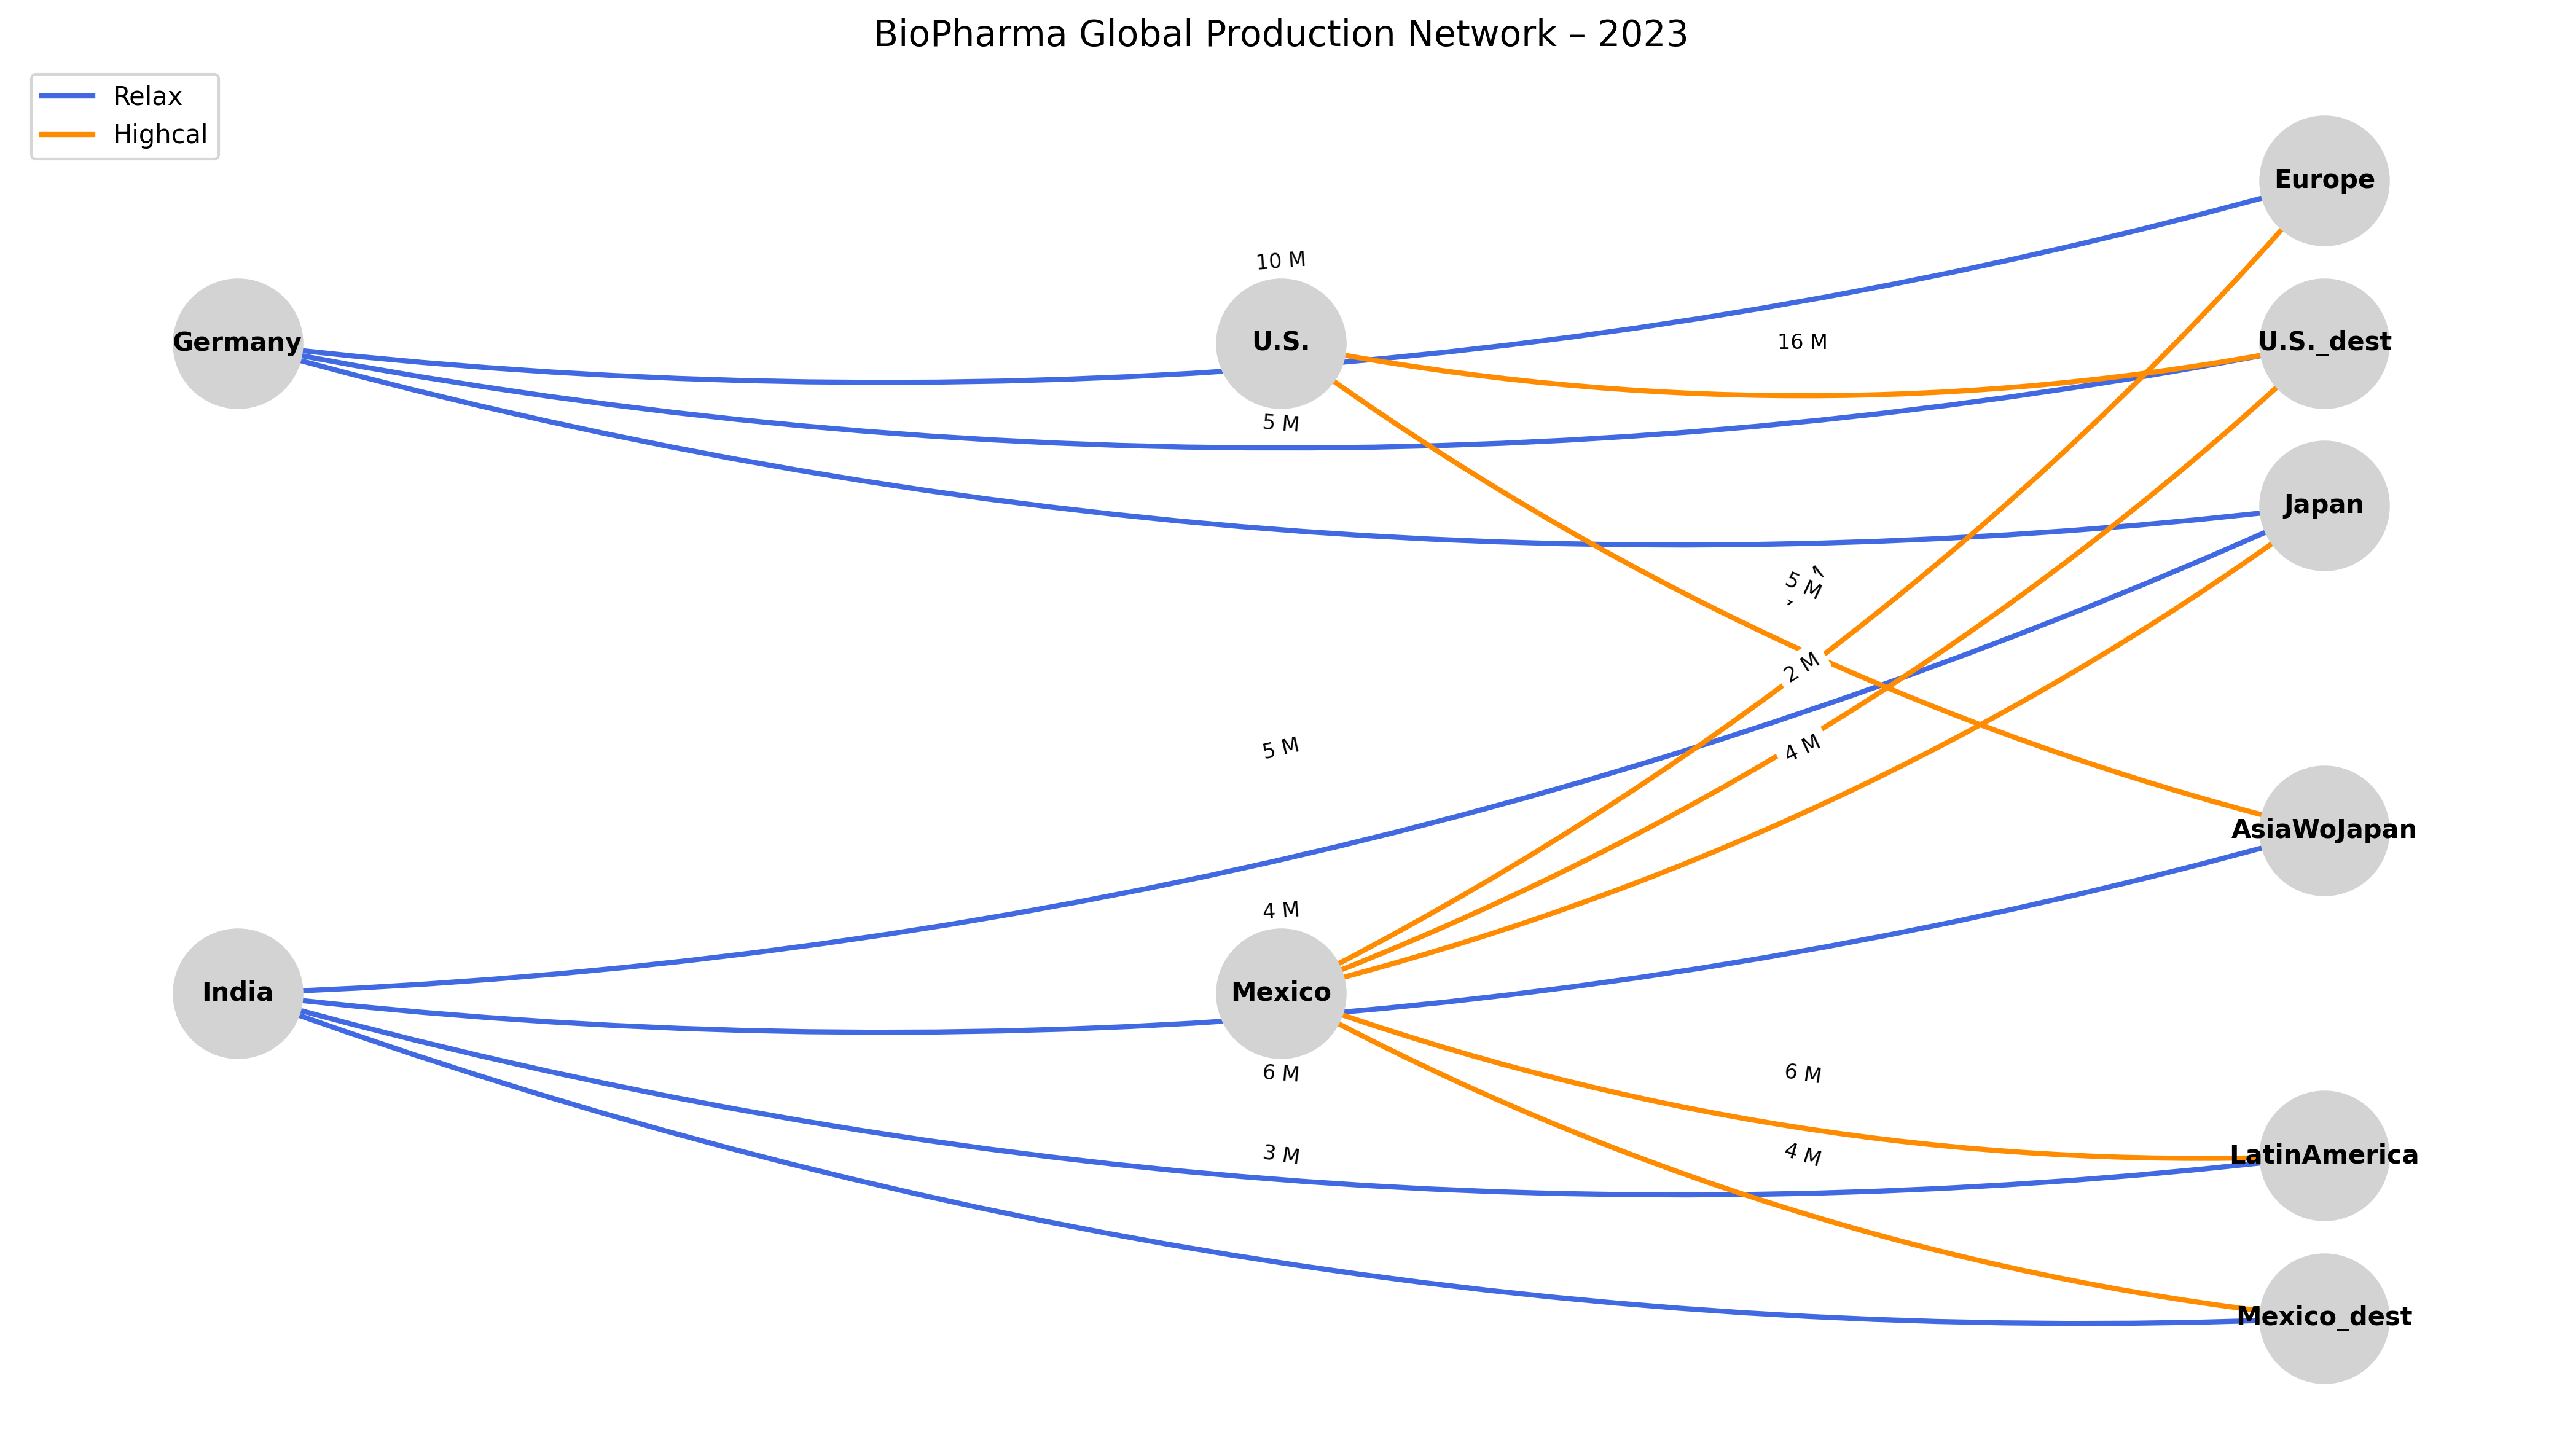 BioPharma Global Production Network – 2023
Relax
Highcal
Europe
10 M
Germany
U.S.
16 M
U.S._dest
5 M
Japan
5 M
2 M
5 M
4 M
AsiaWoJapan
4 M
India
Mexico
6 M
6 M
3 M
4 M
LatinAmerica
Mexico_dest